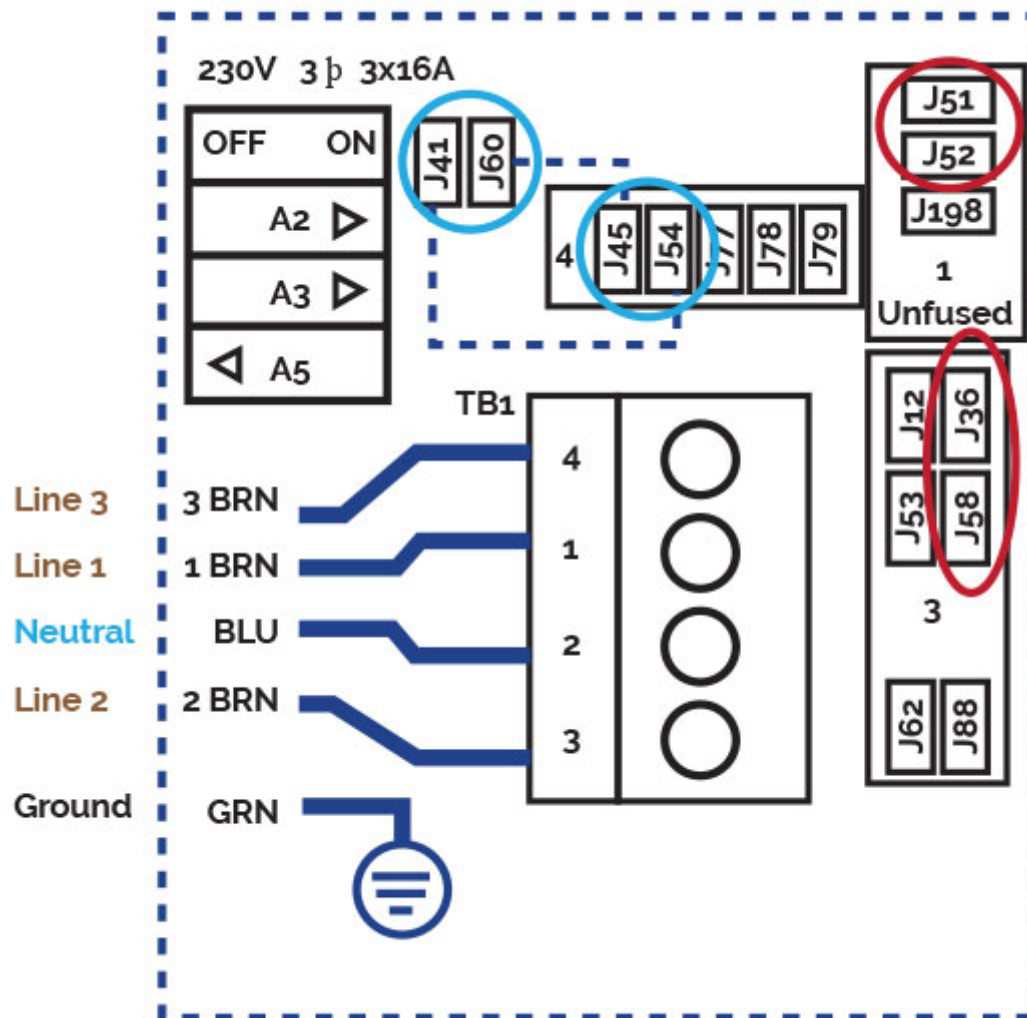 230V 3 þ 3x16A
OFF ON
A2
A3
A5
J41
J60
4
J45
J54
J77
J78
J79
J51
J52
J198
1
Unfused
J12
J36
J53
J58
3
J62
J88
TB1
4
1
2
3
Line 3 3 BRN
Line 1 1 BRN
Neutral BLU
Line 2 2 BRN
Ground GRN